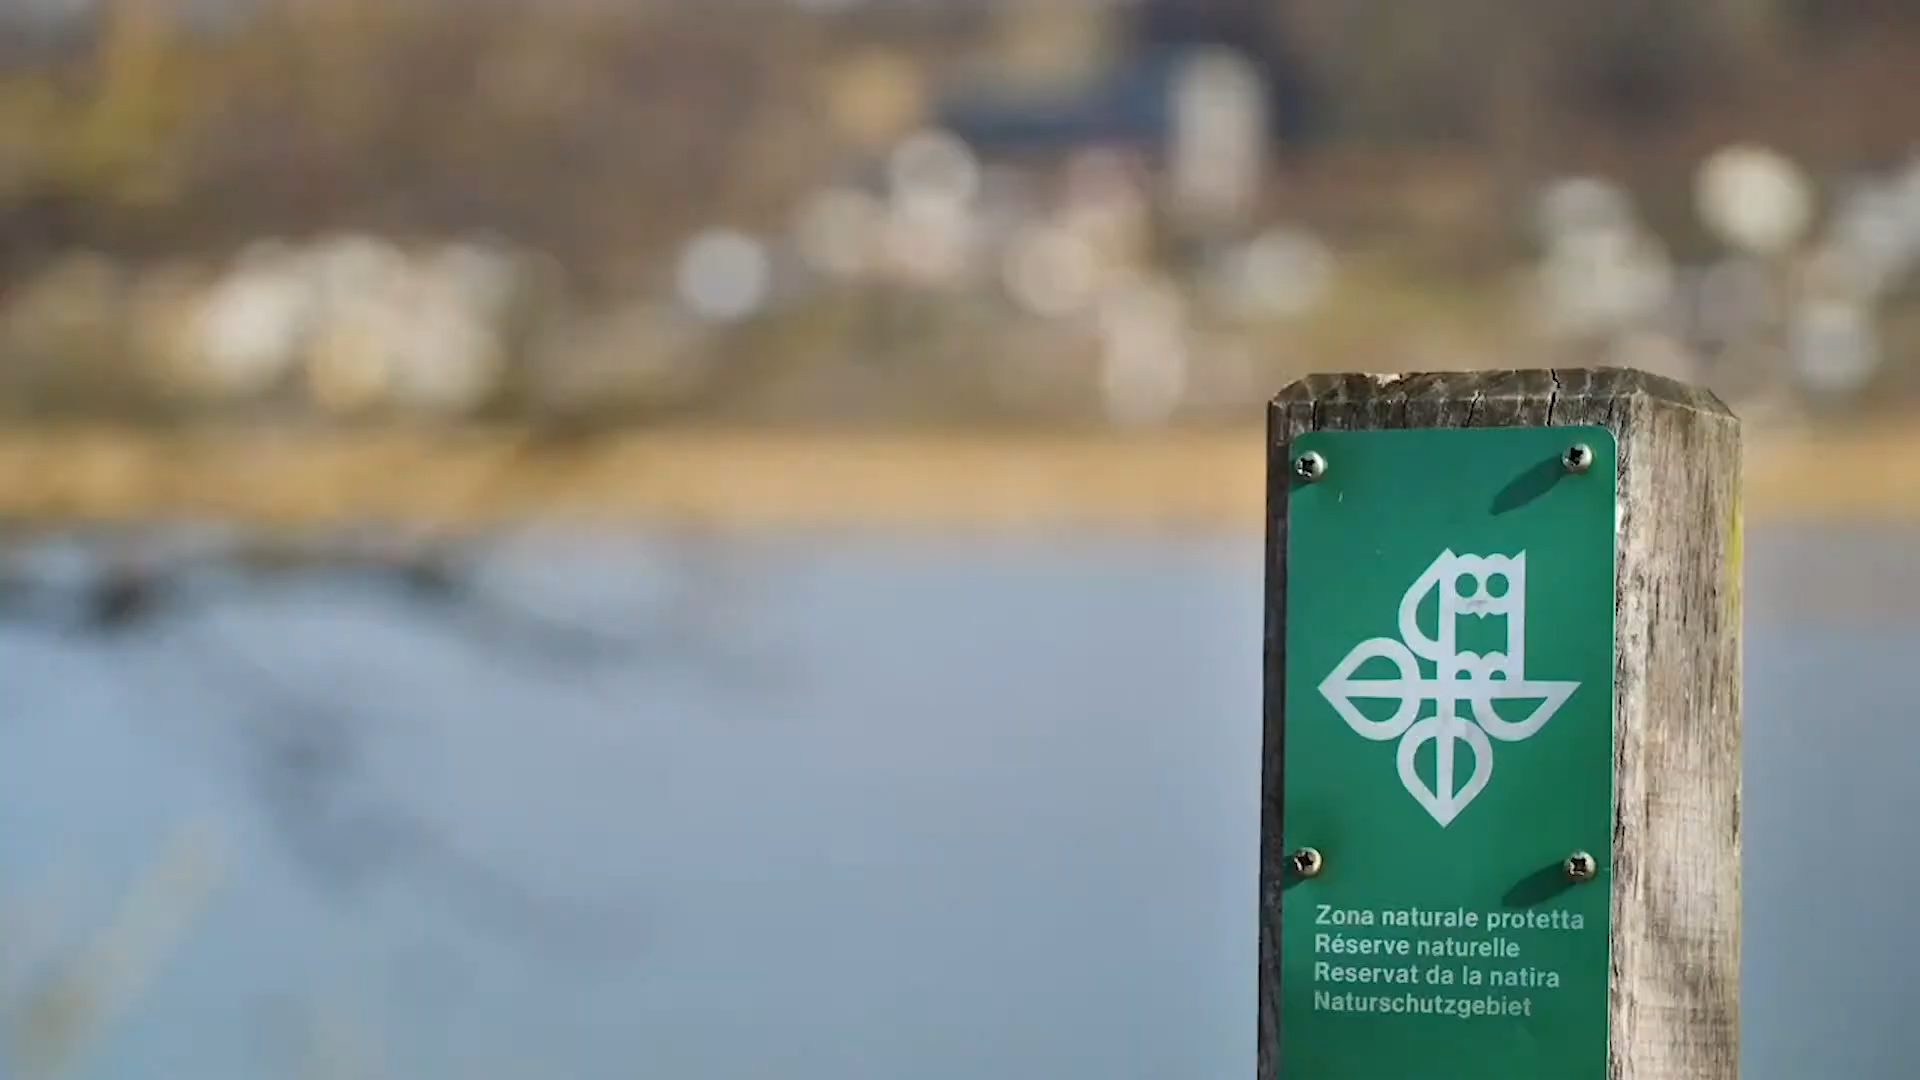 Zona naturale protetta
Réserve naturelle
Reservat da la natira
Naturschutzgebiet